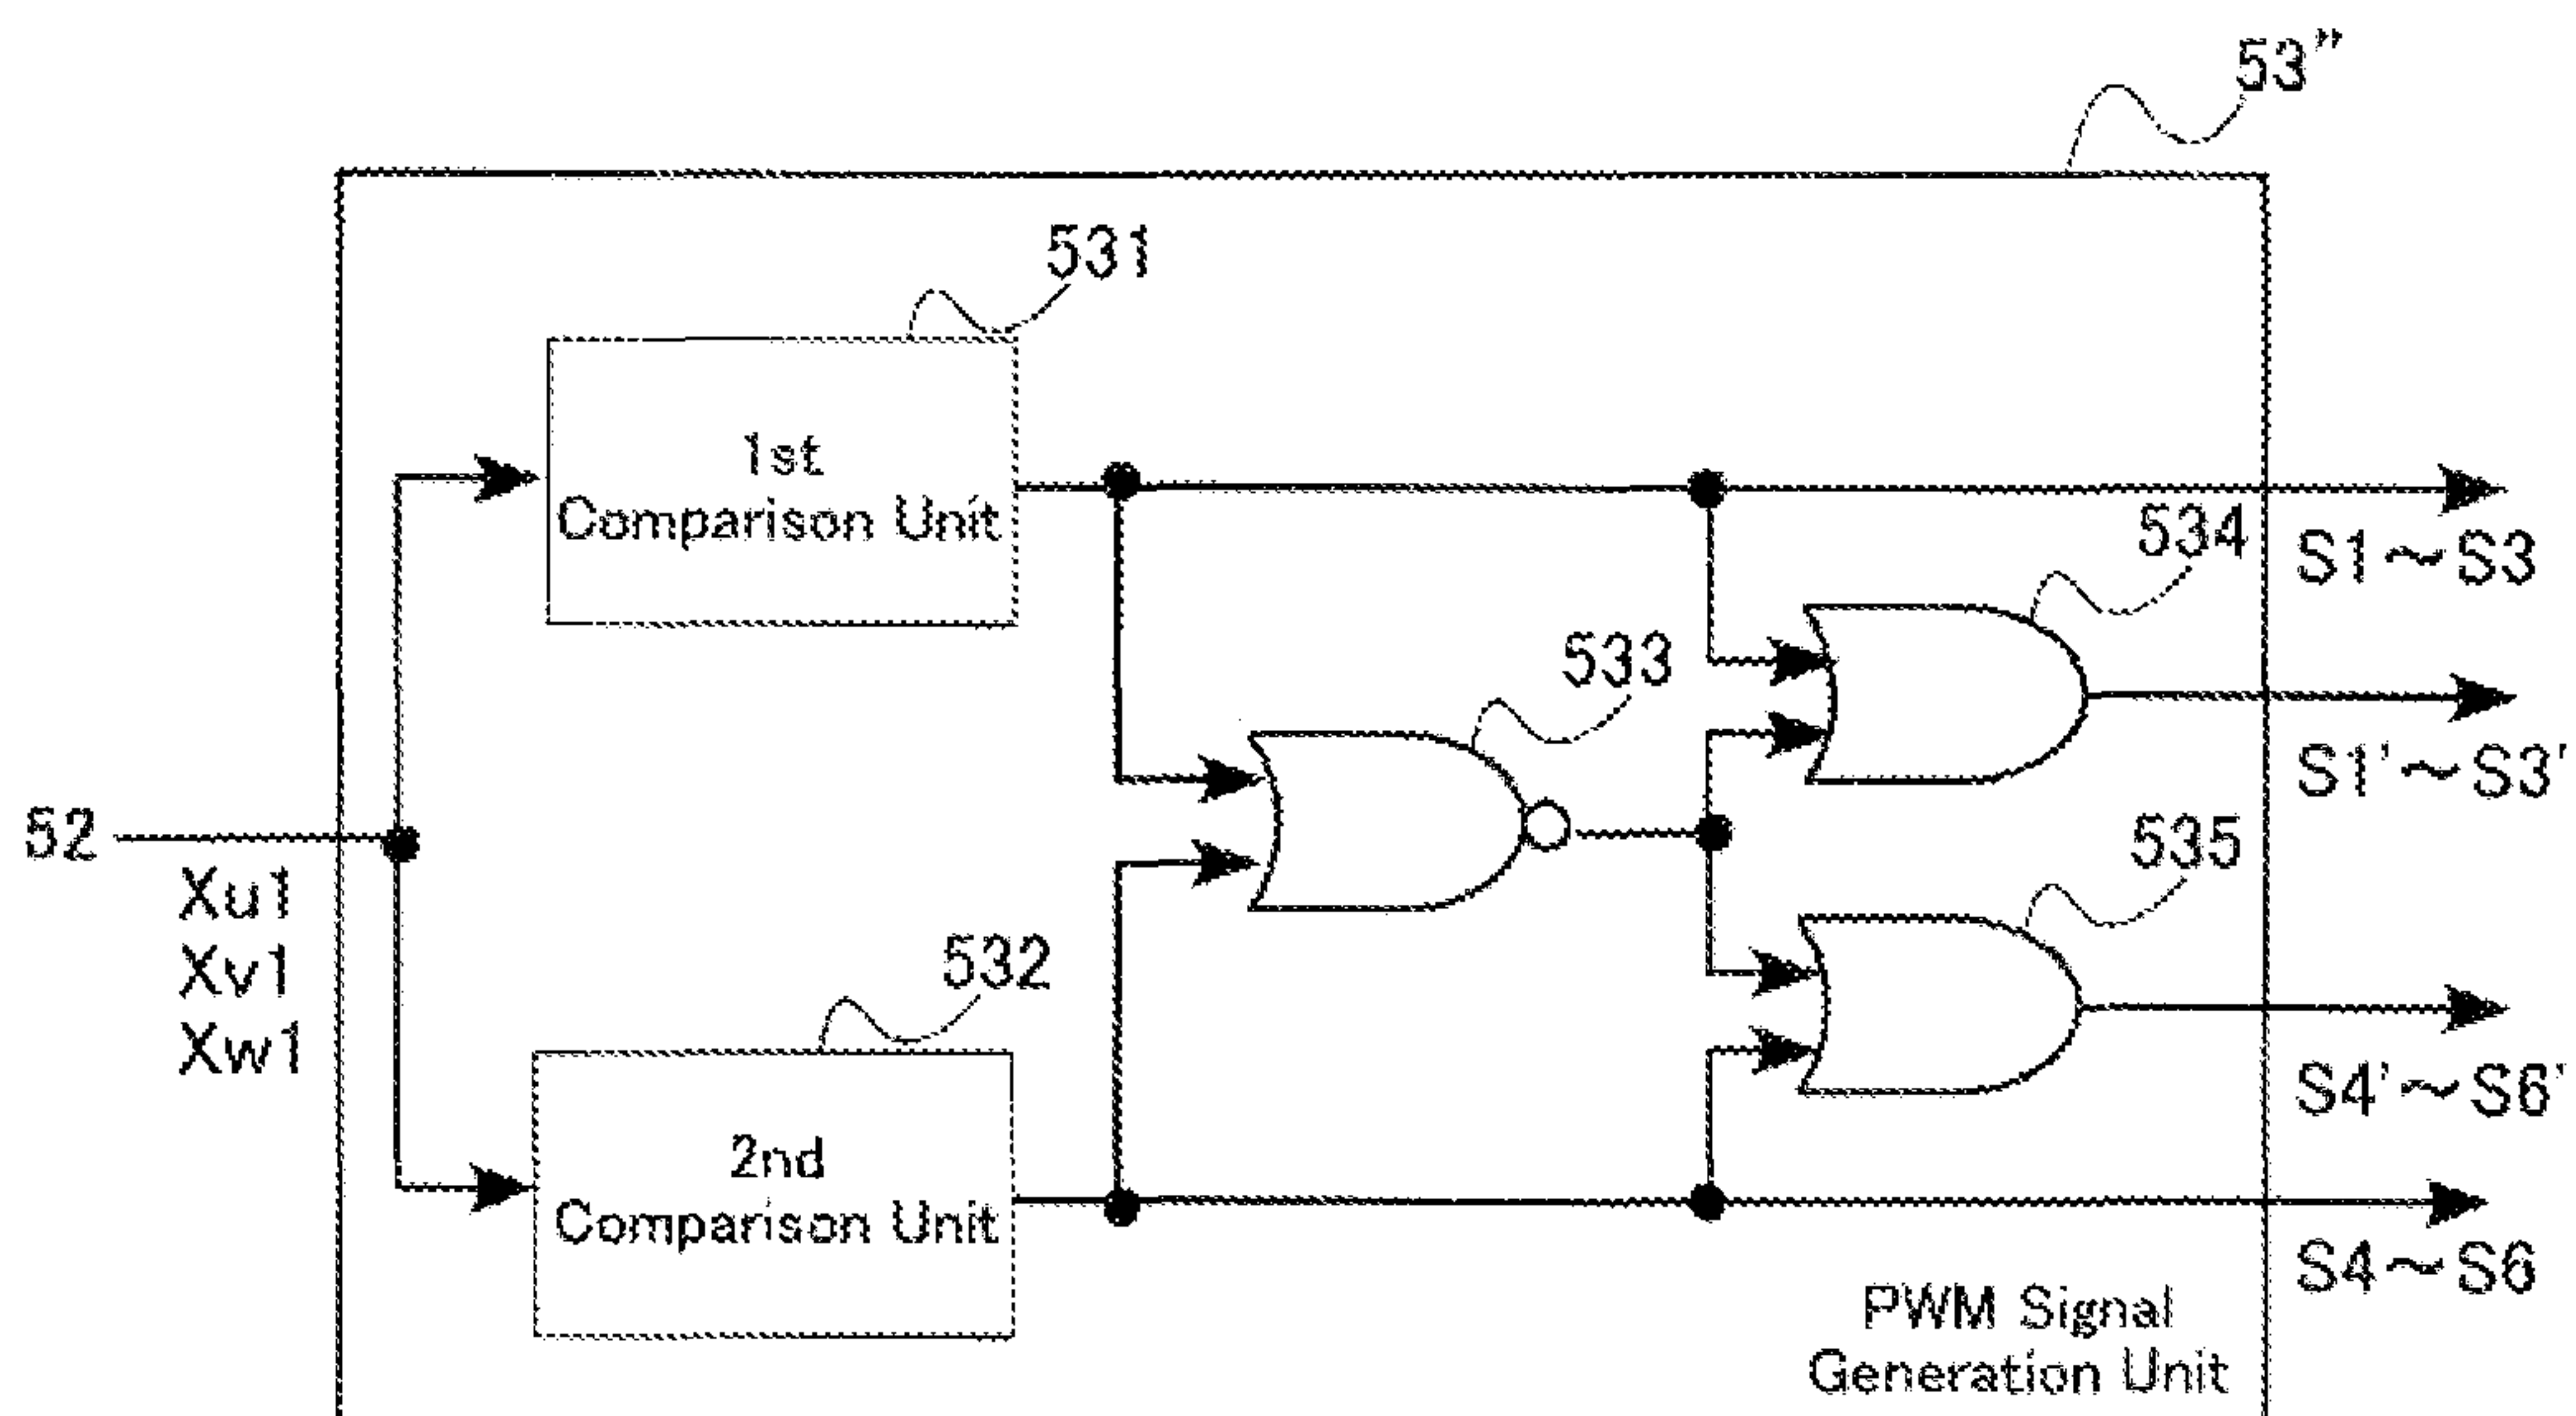 53”
531
1st
Comparison Unit
534
S1～S3
533
S1'～S3'
52
Xu1
Xv1
Xw1
535
532
S4'～S6'
2nd
Comparison Unit
S4～S6
PWM Signal
Generation Unit